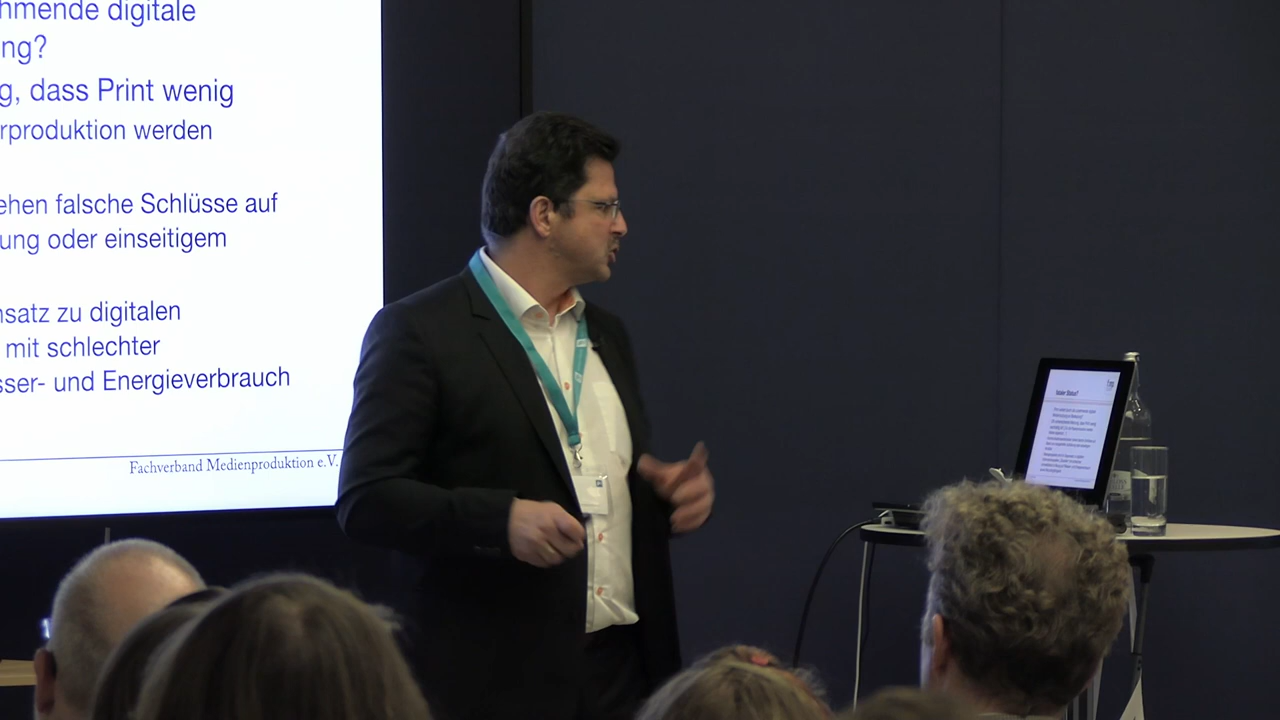 hmende digitale
ng?
g, dass Print wenig
rproduktion werden
ehen falsche Schlüsse auf
ung oder einseitigem
nsatz zu digitalen
mit schlechter
sser- und Energieverbrauch
Fachverband Medienproduktion e.V.